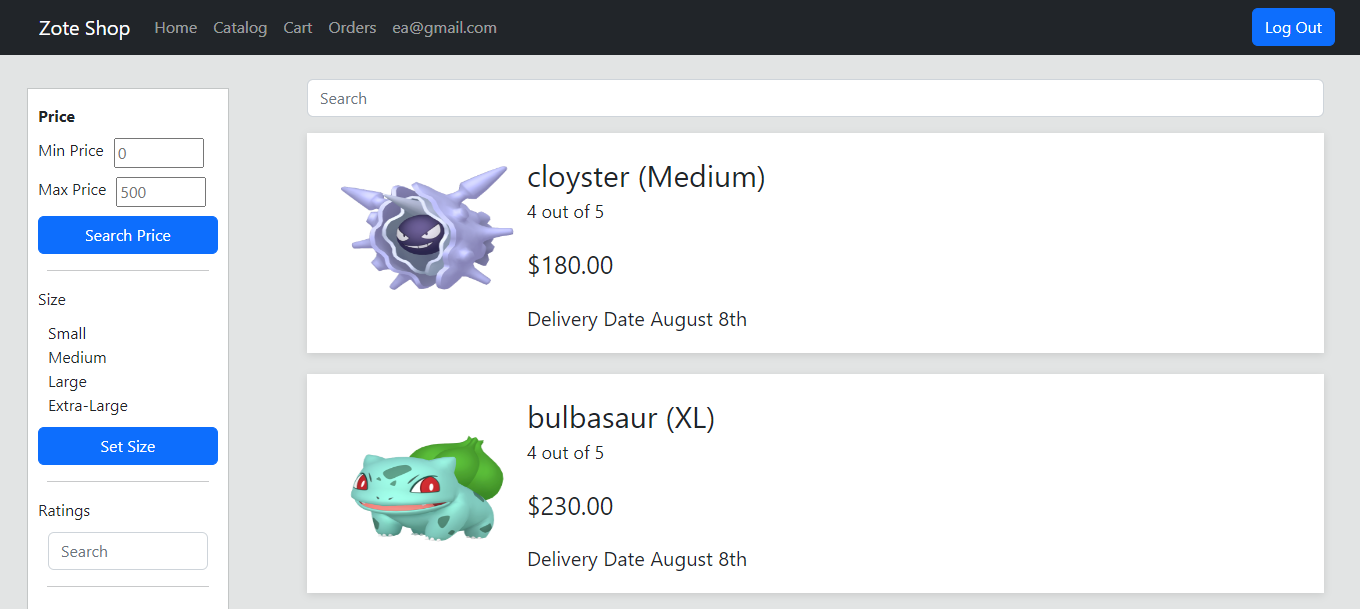 Zote Shop Home Catalog Cart Orders ea@gmail.com Log Out
Price
Min Price 0
Max Price 500
Search Price
Size
Small
Medium
Large
Extra-Large
Set Size
Ratings
Search
Search
cloyster (Medium)
4 out of 5
$180.00
Delivery Date August 8th
bulbasaur (XL)
4 out of 5
$230.00
Delivery Date August 8th